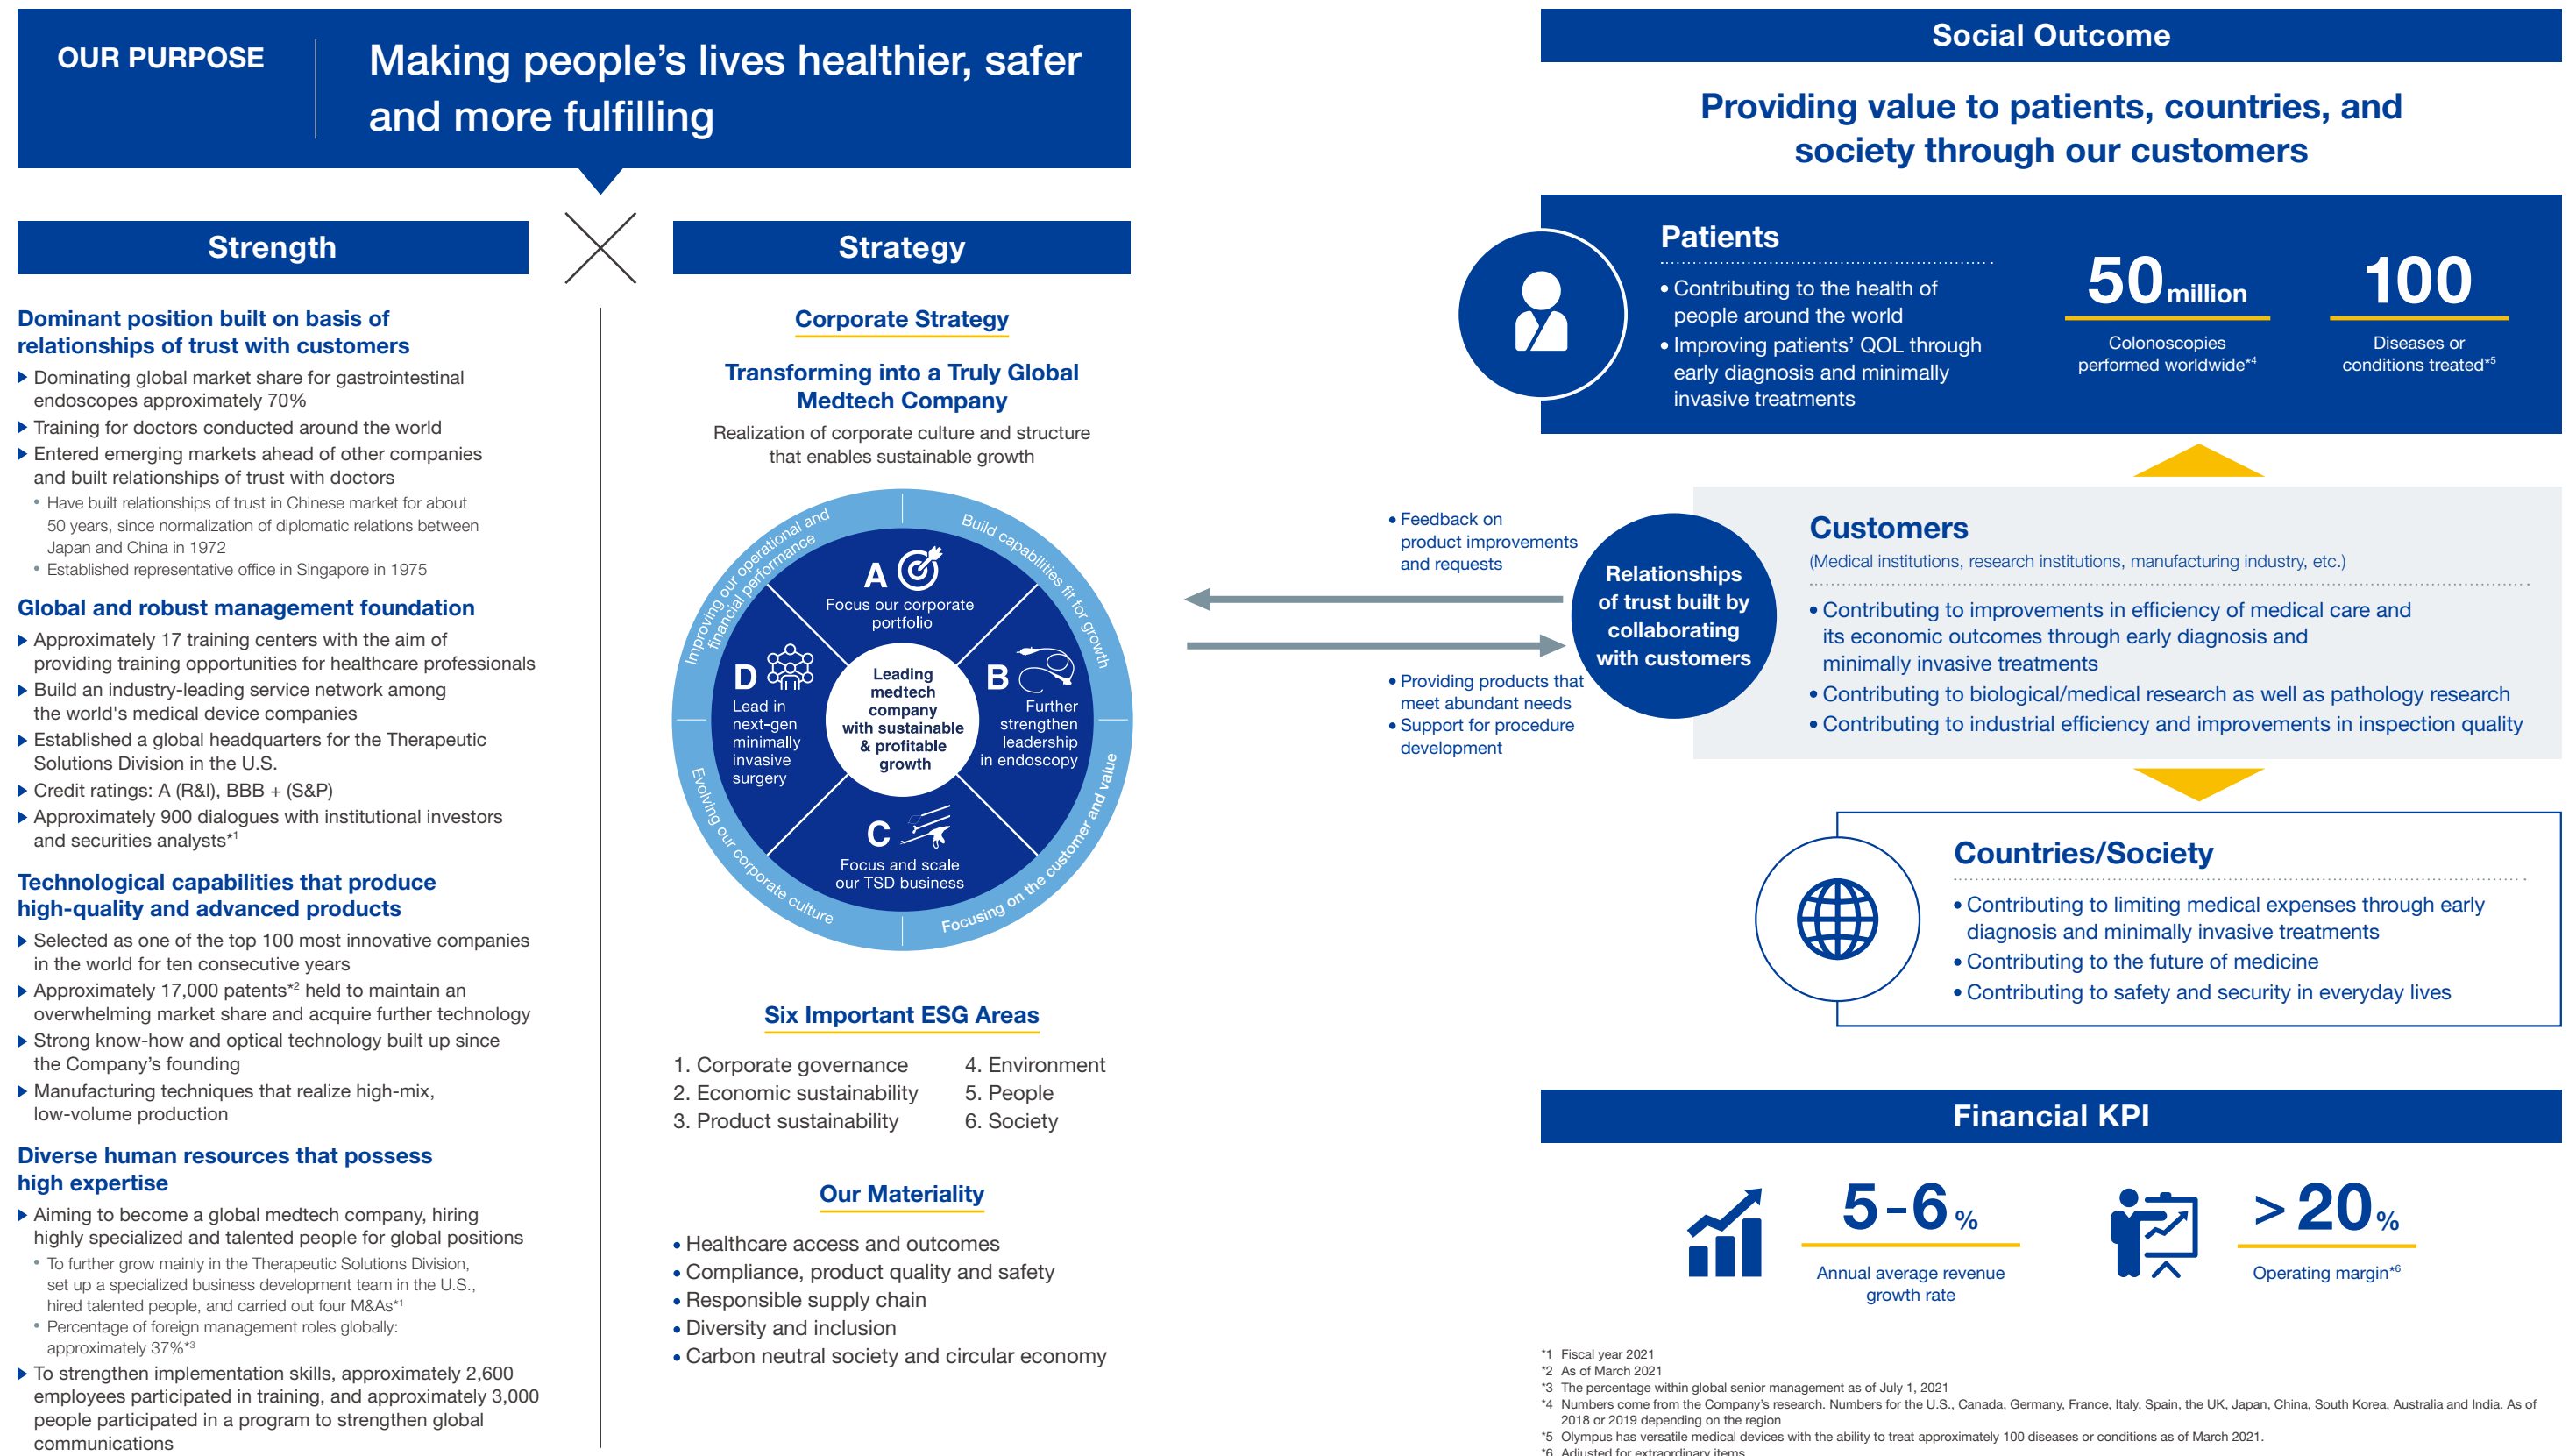 OUR PURPOSE
Making people's lives healthier, safer
and more fulfilling
Strength
Dominant position built on basis of
relationships of trust with customers
Dominating global market share for gastrointestinal
endoscopes approximately 70%
Training for doctors conducted around the world
Entered emerging markets ahead of other companies
and built relationships of trust with doctors
• Have built relationships of trust in Chinese market for about
50 years, since normalization of diplomatic relations between
Japan and China in 1972
• Established representative office in Singapore in 1975
Global and robust management foundation
Approximately 17 training centers with the aim of
providing training opportunities for healthcare professionals
Build an industry-leading service network among
the world's medical device companies
Established a global headquarters for the Therapeutic
Solutions Division in the U.S.
Credit ratings: A (R&I), BBB + (S&P)
Approximately 900 dialogues with institutional investors
and securities analysts*1
Technological capabilities that produce
high-quality and advanced products
Selected as one of the top 100 most innovative companies
in the world for ten consecutive years
Approximately 17,000 patents*2 held to maintain an
overwhelming market share and acquire further technology
Strong know-how and optical technology built up since
the Company's founding
Manufacturing techniques that realize high-mix,
low-volume production
Diverse human resources that possess
high expertise
Aiming to become a global medtech company, hiring
highly specialized and talented people for global positions
• To further grow mainly in the Therapeutic Solutions Division,
set up a specialized business development team in the U.S.,
hired talented people, and carried out four M&As*1
• Percentage of foreign management roles globally:
approximately 37%*3
To strengthen implementation skills, approximately 2,600
employees participated in training, and approximately 3,000
people participated in a program to strengthen global
communications
Strategy
Corporate Strategy
Transforming into a Truly Global
Medtech Company
Realization of corporate culture and structure
that enables sustainable growth
Improving our operational and
financial performance
Build capabilities fit for growth
Focusing on the customer and value
Evolving our corporate culture
A
Focus our corporate
portfolio
B
Further
strengthen
leadership
in endoscopy
C
Focus and scale
our TSD business
D
Lead in
next-gen
minimally
invasive
surgery
Leading
medtech
company
with sustainable
& profitable
growth
Six Important ESG Areas
1. Corporate governance
2. Economic sustainability
3. Product sustainability
4. Environment
5. People
6. Society
Our Materiality
• Healthcare access and outcomes
• Compliance, product quality and safety
• Responsible supply chain
• Diversity and inclusion
• Carbon neutral society and circular economy
• Feedback on
product improvements
and requests
• Providing products that
meet abundant needs
• Support for procedure
development
Relationships
of trust built by
collaborating
with customers
Social Outcome
Providing value to patients, countries, and
society through our customers
Patients
• Contributing to the health of
people around the world
• Improving patients' QOL through
early diagnosis and minimally
invasive treatments
50 million
Colonoscopies
performed worldwide*4
100
Diseases or
conditions treated*5
Customers
(Medical institutions, research institutions, manufacturing industry, etc.)
• Contributing to improvements in efficiency of medical care and
its economic outcomes through early diagnosis and
minimally invasive treatments
• Contributing to biological/medical research as well as pathology research
• Contributing to industrial efficiency and improvements in inspection quality
Countries/Society
• Contributing to limiting medical expenses through early
diagnosis and minimally invasive treatments
• Contributing to the future of medicine
• Contributing to safety and security in everyday lives
Financial KPI
5-6%
Annual average revenue
growth rate
>20%
Operating margin*6
*1 Fiscal year 2021
*2 As of March 2021
*3 The percentage within global senior management as of July 1, 2021
*4 Numbers come from the Company's research. Numbers for the U.S., Canada, Germany, France, Italy, Spain, the UK, Japan, China, South Korea, Australia and India. As of
2018 or 2019 depending on the region
*5 Olympus has versatile medical devices with the ability to treat approximately 100 diseases or conditions as of March 2021.
*6 Adjusted for extraordinary items